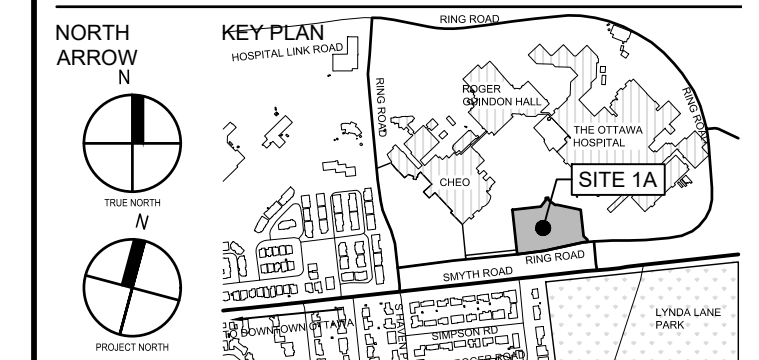 NORTH
ARROW
N
TRUE NORTH
N
PROJECT NORTH
KEY PLAN
RING ROAD
HOSPITAL LINK ROAD
RING ROAD
ROGER
GUINDON HALL
RING ROAD
THE OTTAWA
HOSPITAL
CHEO
SITE 1A
RING ROAD
SMYTH ROAD
LYNDA LANE
PARK
TO DOWNTOWN OTTAWA
SIMPSON RD
ROAD